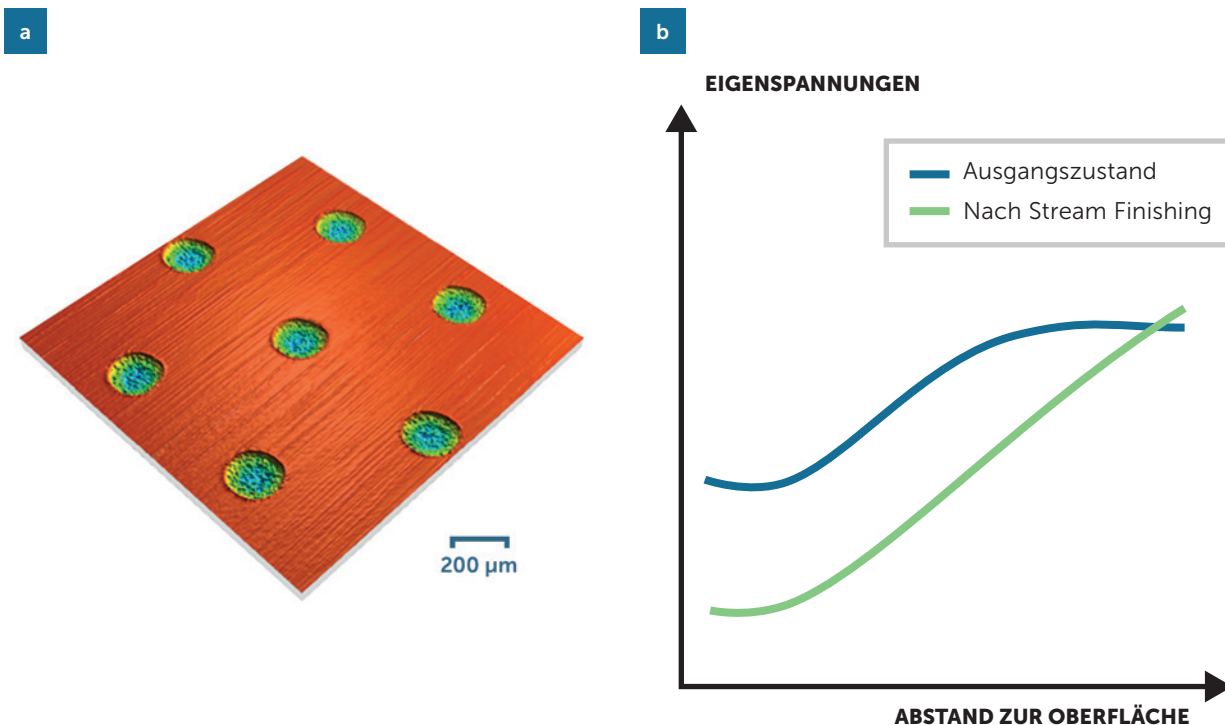 a
200 µm
b
EIGENSPANNUNGEN
Ausgangszustand
Nach Stream Finishing
ABSTAND ZUR OBERFLÄCHE